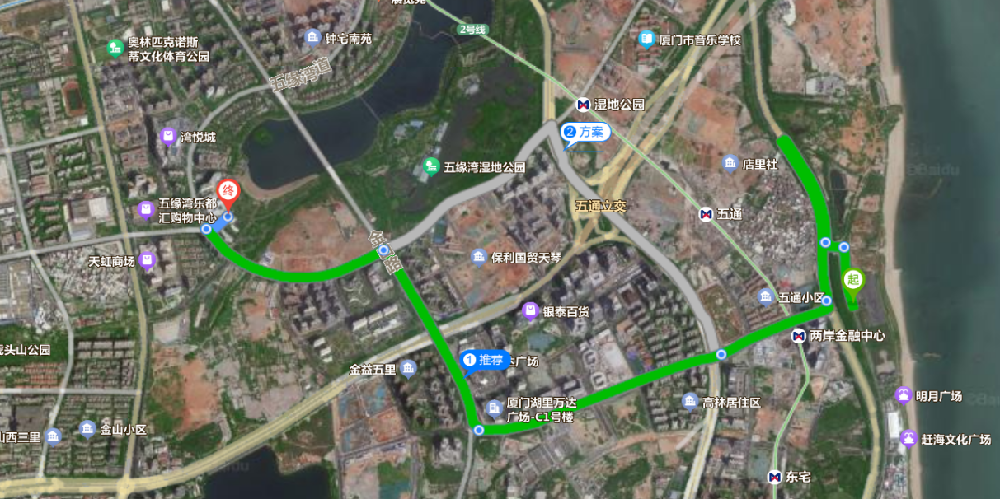 展览苑
2号线
奥林匹克诺斯
蒂文化体育公园
钟宅南苑
厦门市音乐学校
五缘湾道
湿地公园
2 方案
湾悦城
五缘湾湿地公园
店里社
Baidu
终
五缘湾乐都
汇购物中心
五通立交
五通
天虹商场
保利国贸天琴
起
五通小区
银泰百货
两岸金融中心
虎头山公园
1 推荐
广场
金益五里
明月广场
厦门湖里万达
广场-C1号楼
高林居住区
山西三里
金山小区
赶海文化广场
Baidu
东宅